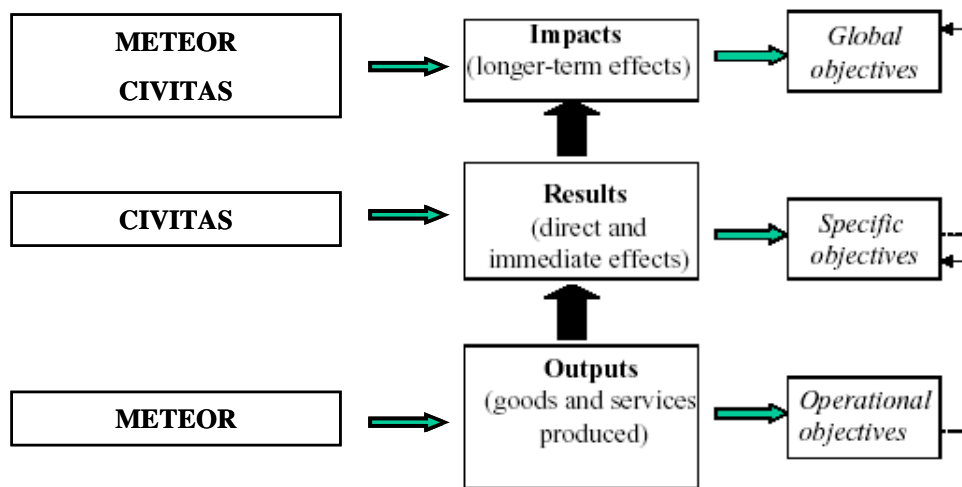 METEOR
CIVITAS
Impacts
(longer-term effects)
Global
objectives
CIVITAS
Results
(direct and
immediate effects)
Specific
objectives
METEOR
Outputs
(goods and services
produced)
Operational
objectives